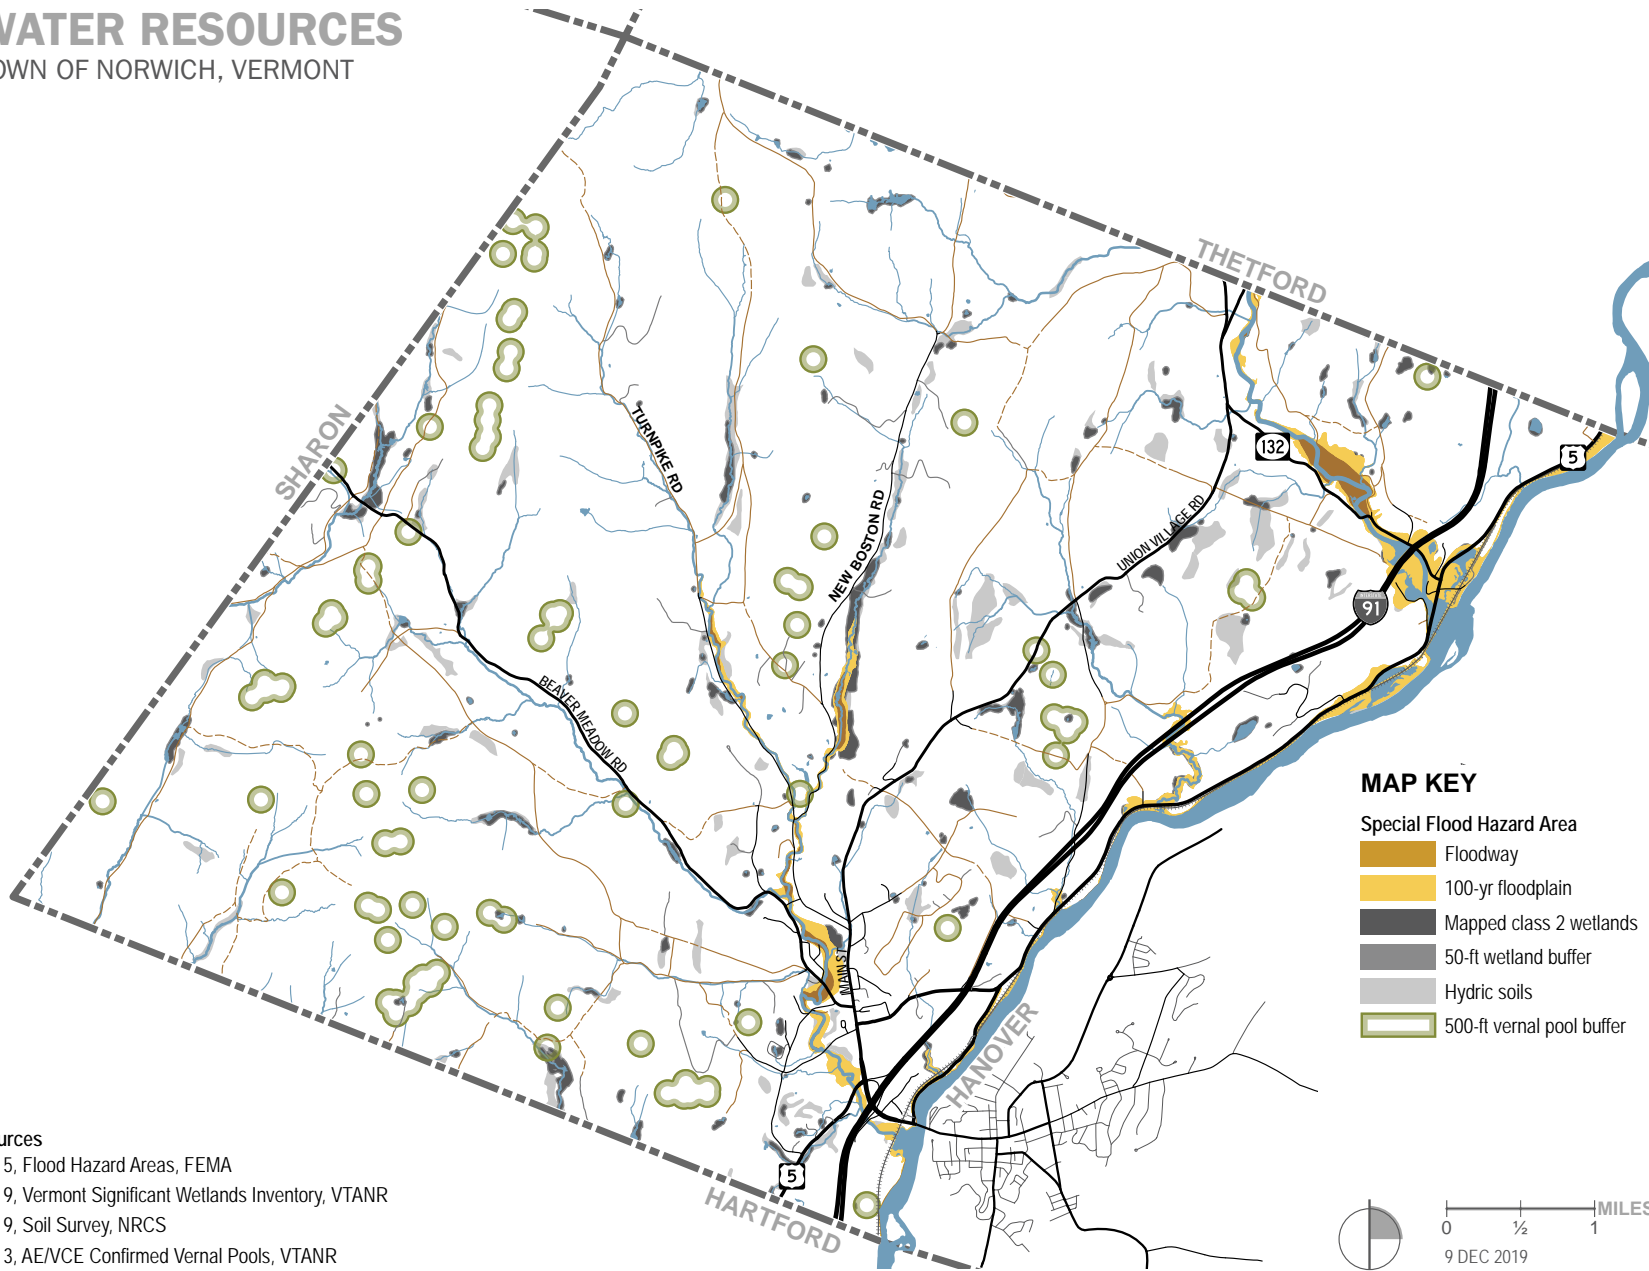 WATER RESOURCES
OWN OF NORWICH, VERMONT
THETFORD
SHARON
TURNPIKE RD
132
5
NEW BOSTON RD
UNION VILLAGE RD
91
BEAVER MEADOW RD
MAP KEY
Special Flood Hazard Area
Floodway
100-yr floodplain
Mapped class 2 wetlands
50-ft wetland buffer
Hydric soils
500-ft vernal pool buffer
MAIN ST
HANOVER
urces
5, Flood Hazard Areas, FEMA
9, Vermont Significant Wetlands Inventory, VTANR
9, Soil Survey, NRCS
3, AE/VCE Confirmed Vernal Pools, VTANR
5
HARTFORD
MILES
0 ½ 1
9 DEC 2019